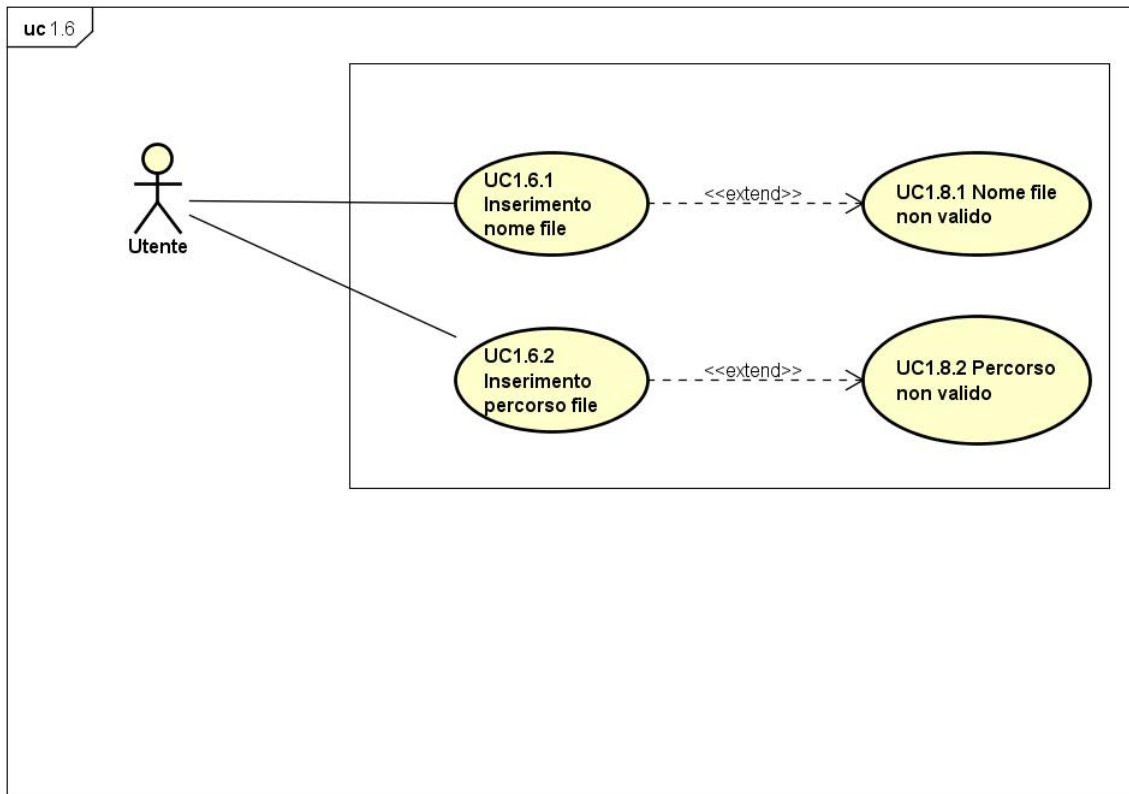 uc 1.6
UC1.6.1
Inserimento
nome file
<<extend>>
UC1.8.1 Nome file
non valido
Utente
UC1.6.2
Inserimento
percorso file
<<extend>>
UC1.8.2 Percorso
non valido